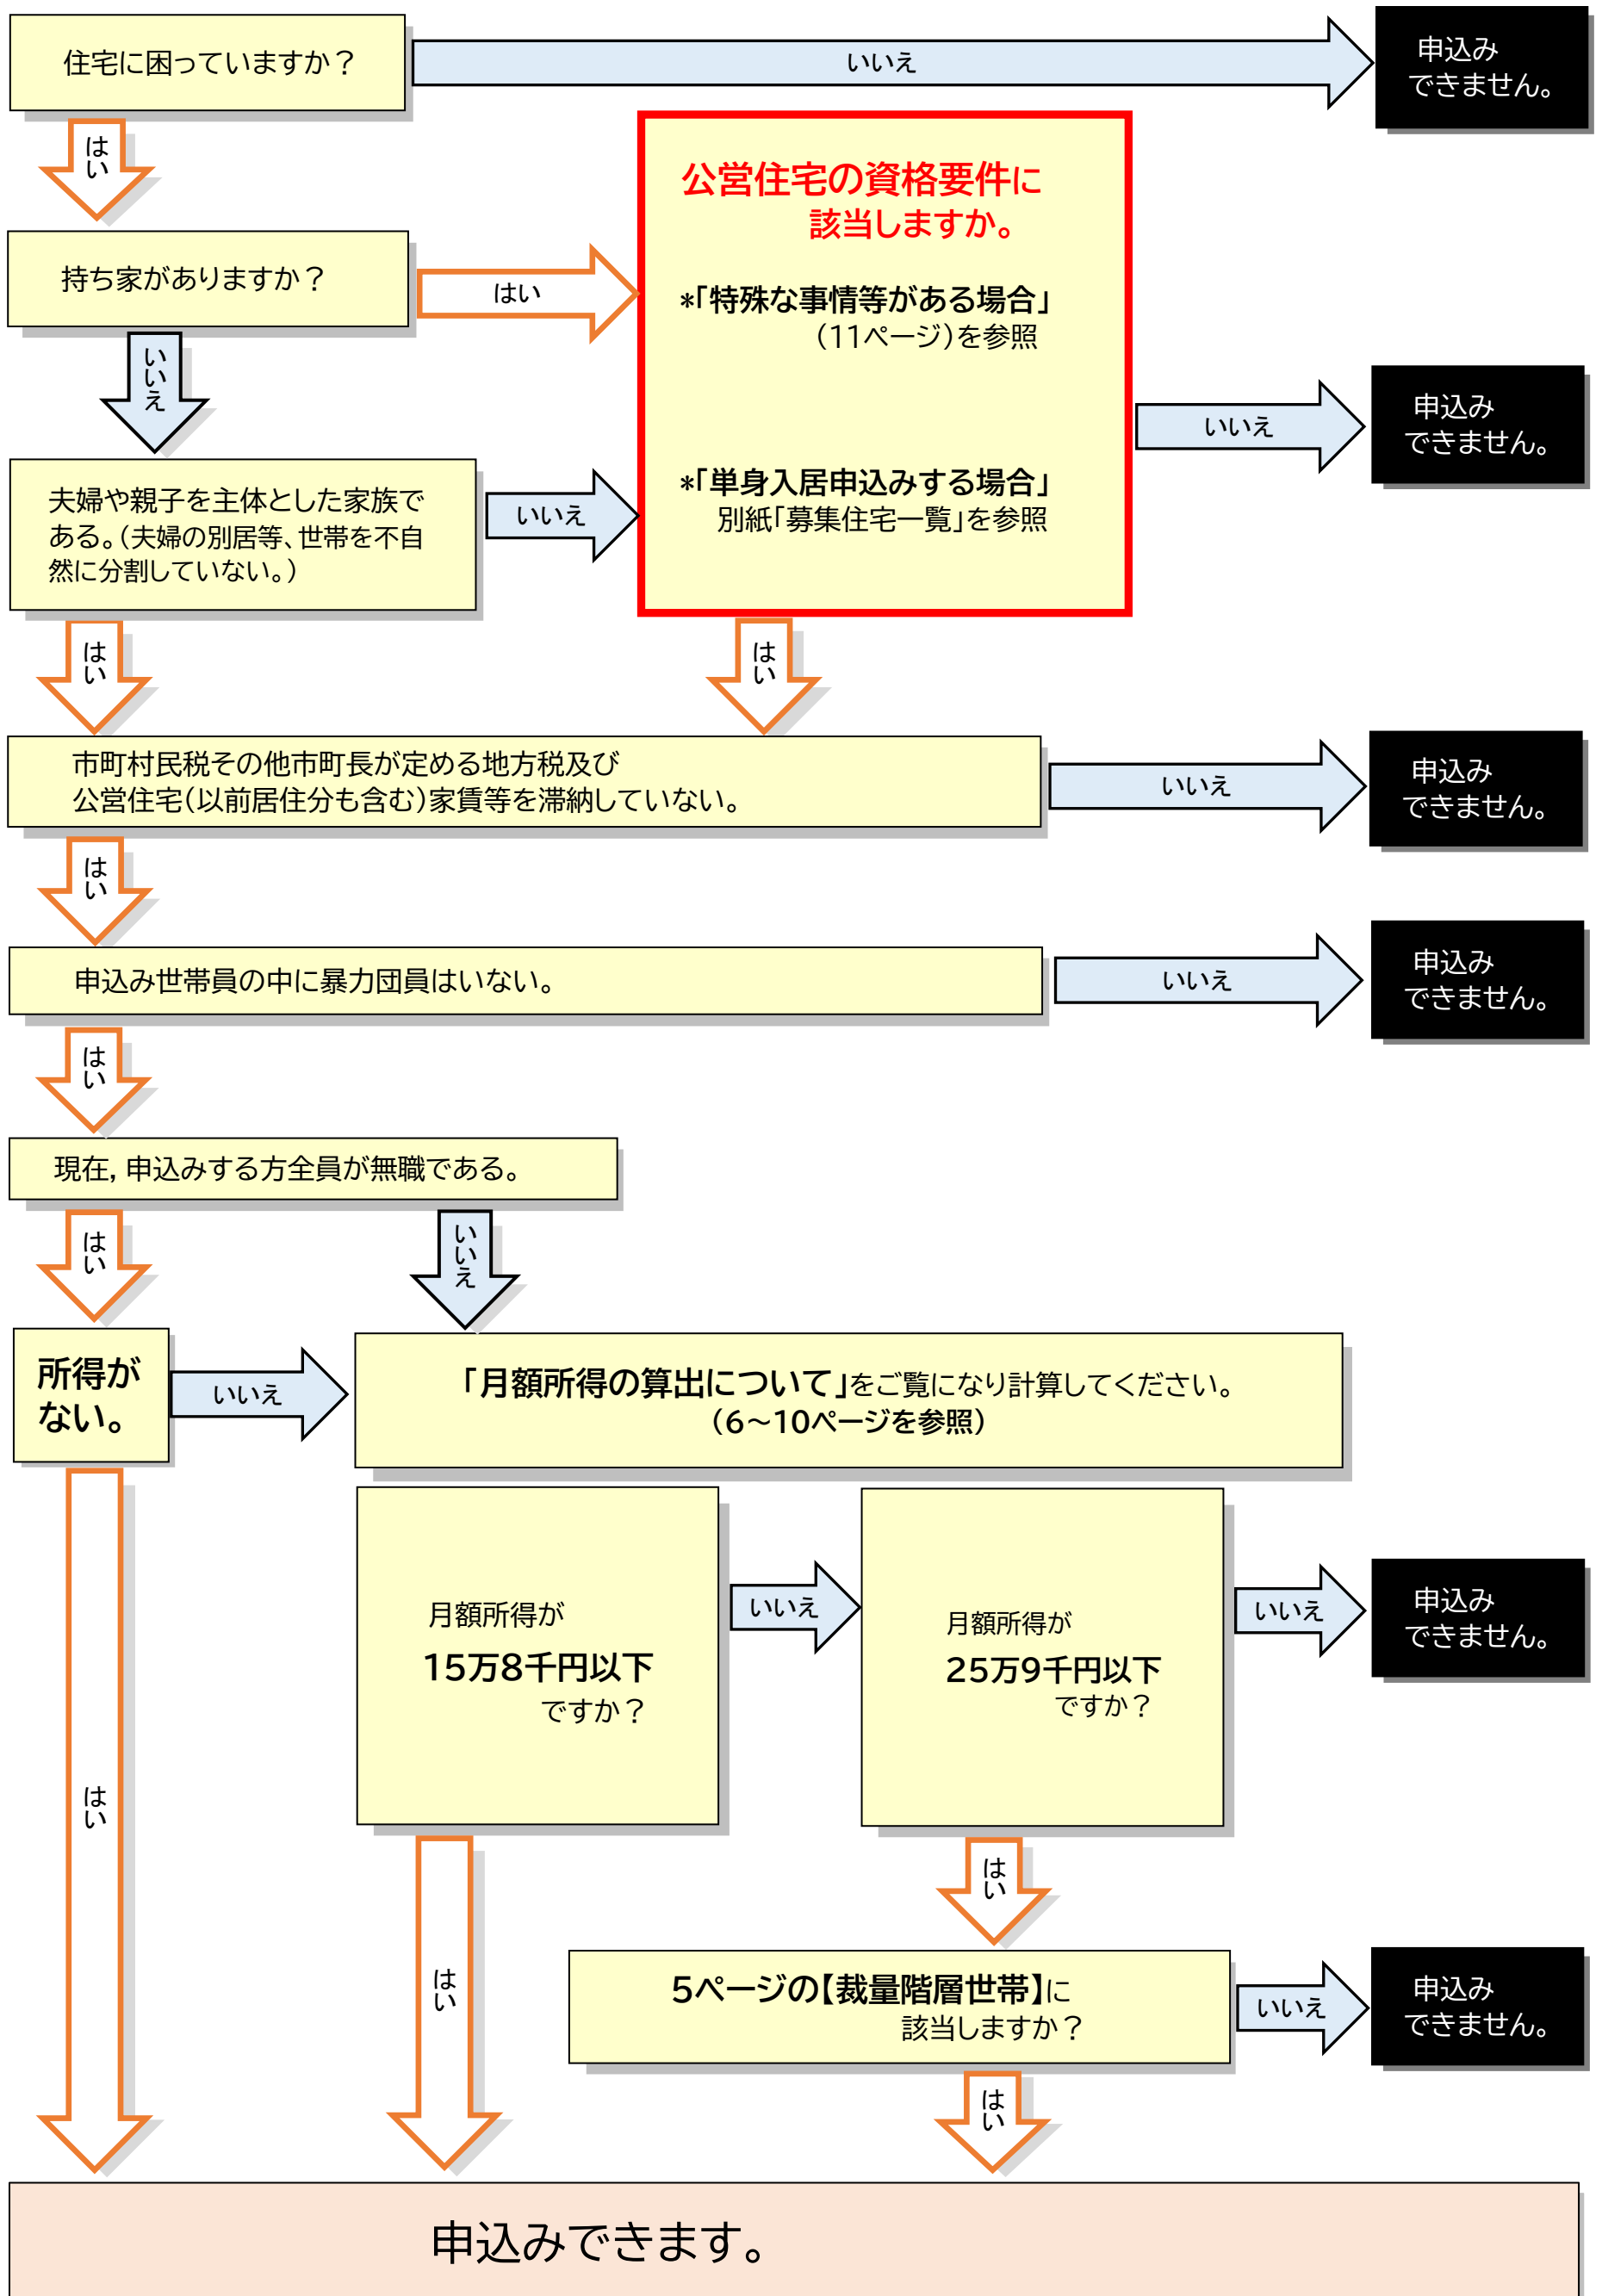 住宅に困っていますか？
いいえ
申込み
できません。
はい
公営住宅の資格要件に
該当しますか。
持ち家がありますか？
はい
*「特殊な事情等がある場合」
（11ページ）を参照
いいえ
いいえ
申込み
できません。
夫婦や親子を主体とした家族で
ある。（夫婦の別居等、世帯を不自
然に分割していない。）
いいえ
*「単身入居申込みする場合」
別紙「募集住宅一覧」を参照
はい
はい
市町村民税その他市町長が定める地方税及び
公営住宅（以前居住分も含む）家賃等を滞納していない。
いいえ
申込み
できません。
はい
申込み世帯員の中に暴力団員はいない。
いいえ
申込み
できません。
はい
現在，申込みする方全員が無職である。
はい
いいえ
所得が
ない。
いいえ
「月額所得の算出について」をご覧になり計算してください。
（6～10ページを参照）
月額所得が
15万8千円以下
ですか？
いいえ
月額所得が
25万9千円以下
ですか？
いいえ
申込み
できません。
はい
はい
はい
5ページの【裁量階層世帯】に
該当しますか？
いいえ
申込み
できません。
はい
申込みできます。